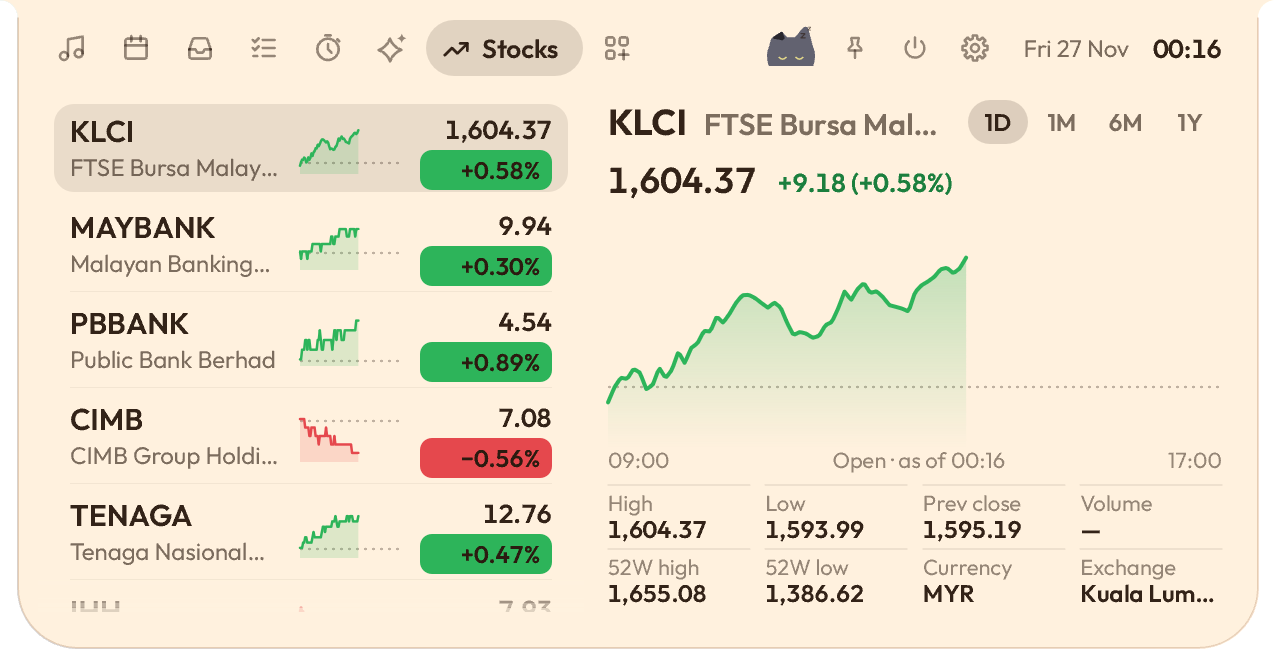 Stocks
Fri 27 Nov 00:16
KLCI 1,604.37
FTSE Bursa Malay... +0.58%
MAYBANK 9.94
Malayan Banking... +0.30%
PBBANK 4.54
Public Bank Berhad +0.89%
CIMB 7.08
CIMB Group Holdi... −0.56%
TENAGA 12.76
Tenaga Nasional... +0.47%
IHH 7.93
KLCI FTSE Bursa Mal... 1D 1M 6M 1Y
1,604.37 +9.18 (+0.58%)
09:00 Open · as of 00:16 17:00
High Low Prev close Volume
1,604.37 1,593.99 1,595.19 —
52W high 52W low Currency Exchange
1,655.08 1,386.62 MYR Kuala Lum...